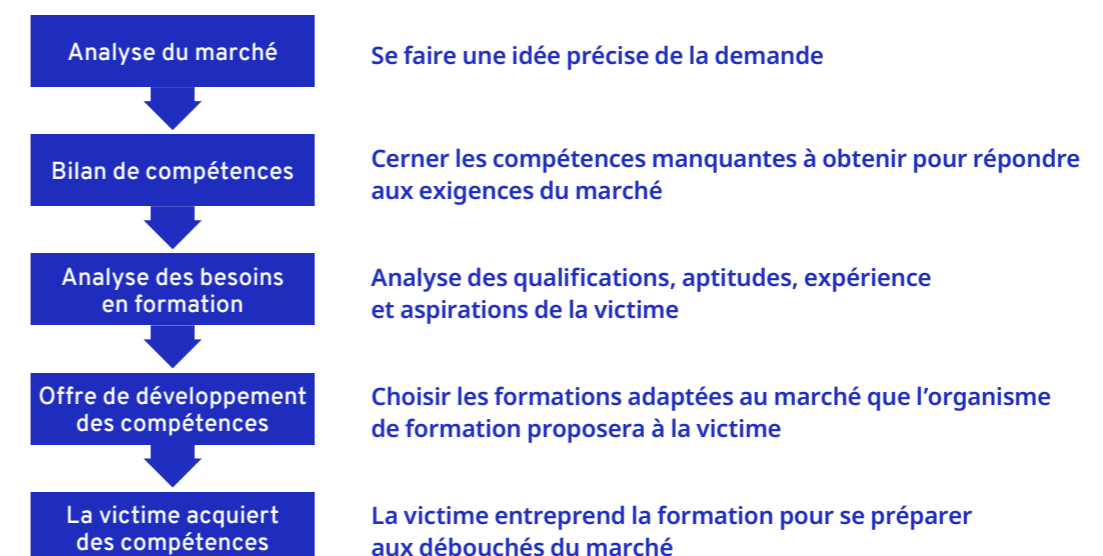 Analyse du marché
Se faire une idée précise de la demande
Bilan de compétences
Cerner les compétences manquantes à obtenir pour répondre
aux exigences du marché
Analyse des besoins
en formation
Analyse des qualifications, aptitudes, expérience
et aspirations de la victime
Offre de développement
des compétences
Choisir les formations adaptées au marché que l’organisme
de formation proposera à la victime
La victime acquiert
des compétences
La victime entreprend la formation pour se préparer
aux débouchés du marché